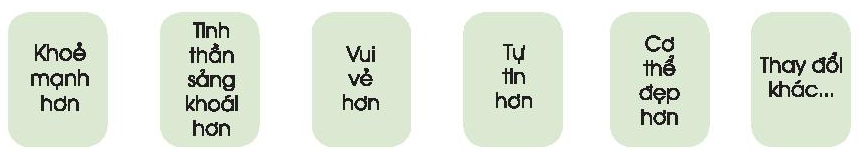 Khoẻ
mạnh
hơn
Tinh
thần
sảng
khoái
hơn
Vui
vẻ
hơn
Tự
tin
hơn
Cơ
thể
đẹp
hơn
Thay đổi
khác...